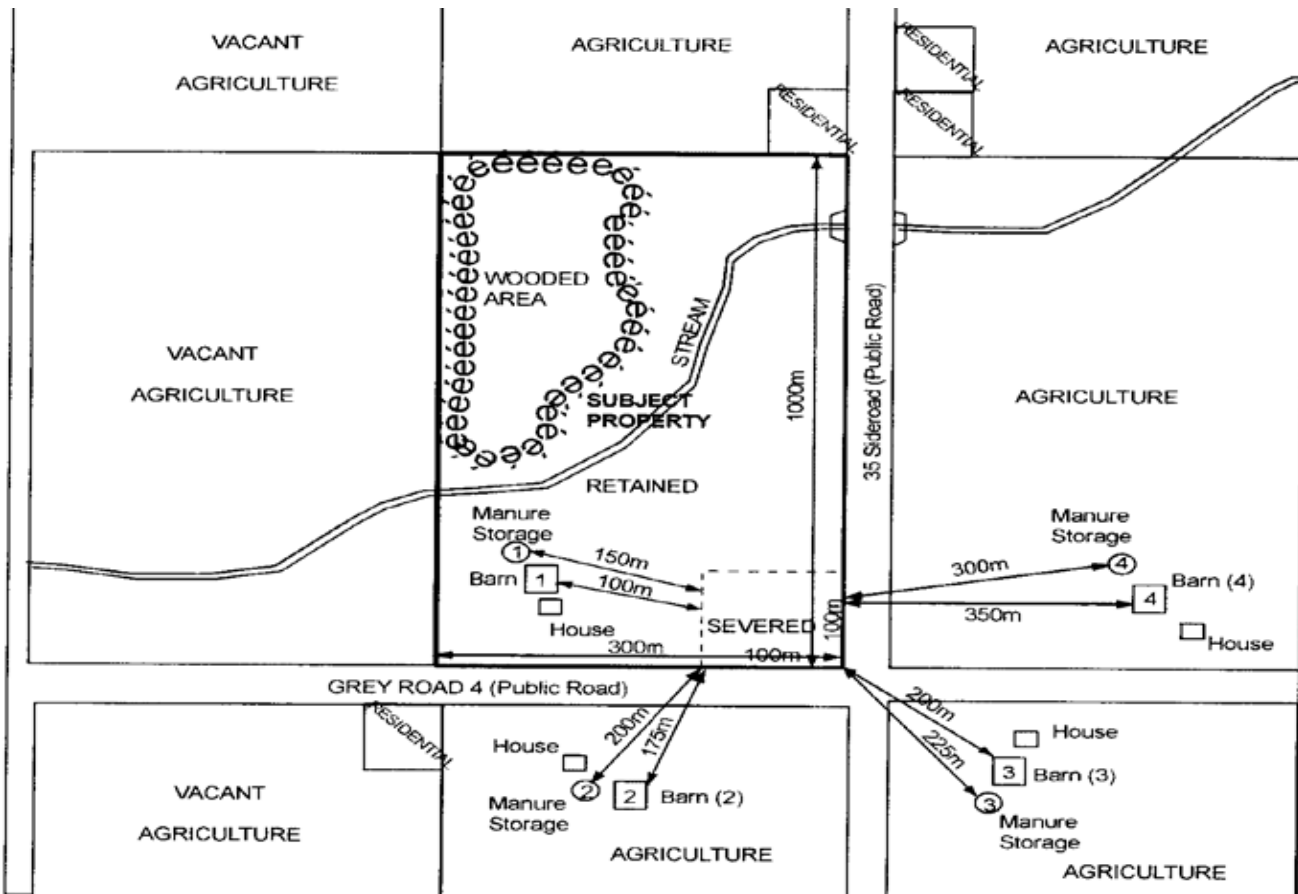 VACANT
AGRICULTURE
AGRICULTURE
RESIDENTIAL
RESIDENTIAL
RESIDENTIAL
AGRICULTURE
WOODED
AREA
STREAM
1000m
35 Sideroad (Public Road)
VACANT
AGRICULTURE
SUBJECT
PROPERTY
AGRICULTURE
RETAINED
Manure
Storage
1
150m
Barn
1
100m
House
SEVERED
100m
300m
100m
Manure
Storage
300m
4
Barn (4)
4
350m
House
GREY ROAD 4 (Public Road)
RESIDENTIAL
200m
175m
House
2
2
Barn (2)
Manure
Storage
AGRICULTURE
VACANT
AGRICULTURE
200m
225m
House
3
Barn (3)
3
Manure
Storage
AGRICULTURE